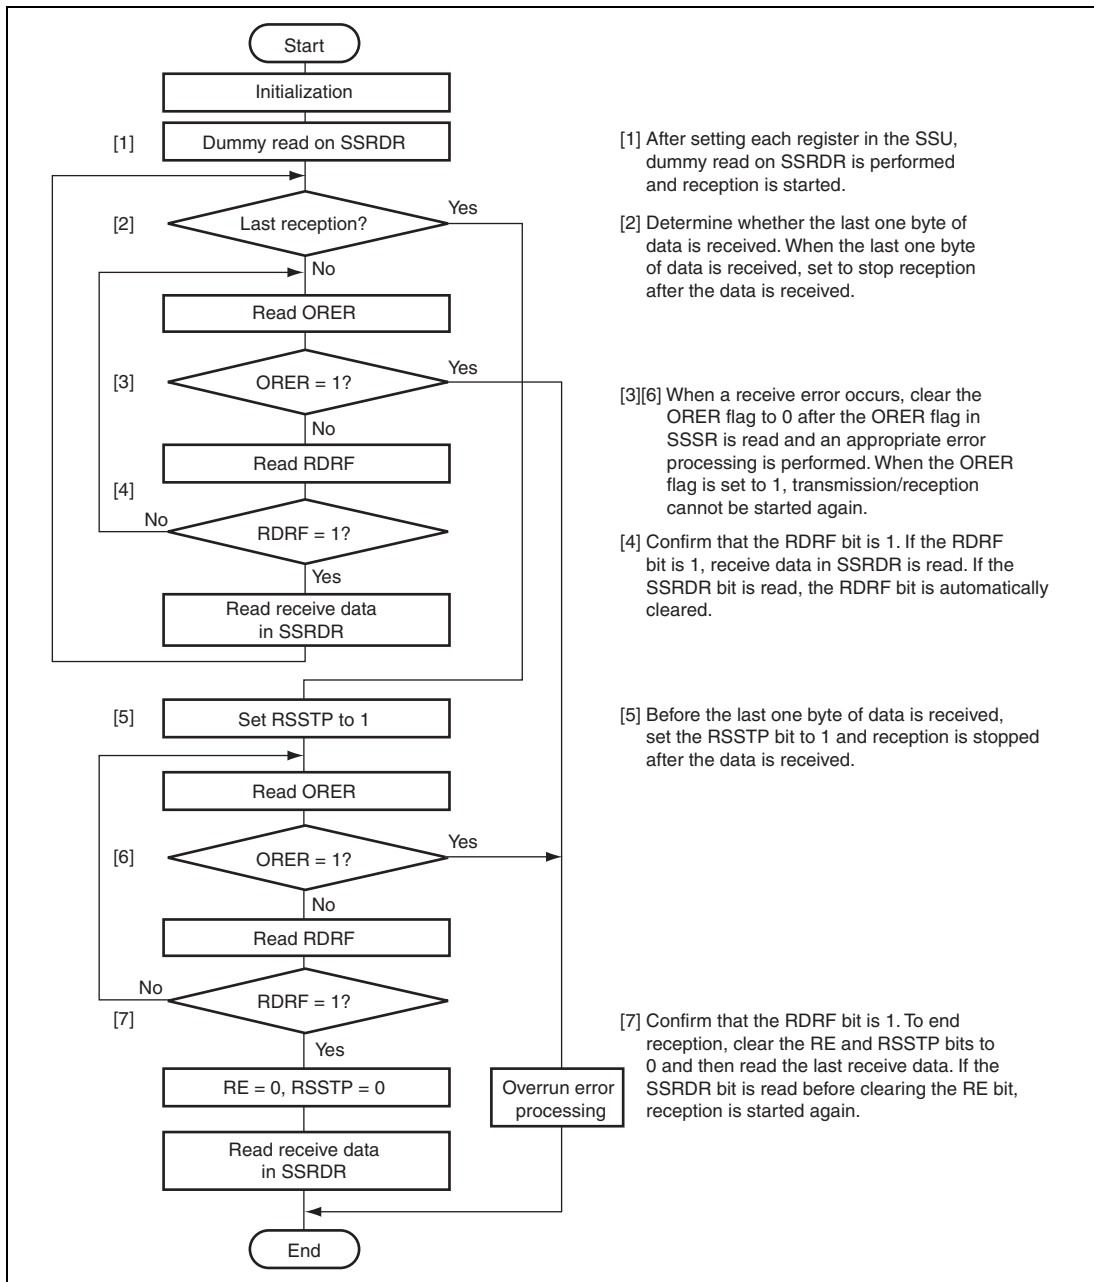 Start
Initialization
[1]
Dummy read on SSRDR
[2]
Last reception?
Yes
No
Read ORER
[3]
ORER = 1?
Yes
No
Read RDRF
[4]
No
RDRF = 1?
Yes
Read receive data
in SSRDR
[5]
Set RSSTP to 1
Read ORER
[6]
ORER = 1?
Yes
No
Read RDRF
No
RDRF = 1?
[7]
Yes
RE = 0, RSSTP = 0
Overrun error
processing
Read receive data
in SSRDR
End
[1] After setting each register in the SSU,
dummy read on SSRDR is performed
and reception is started.
[2] Determine whether the last one byte of
data is received. When the last one byte
of data is received, set to stop reception
after the data is received.
[3][6] When a receive error occurs, clear the
ORER flag to 0 after the ORER flag in
SSSR is read and an appropriate error
processing is performed. When the ORER
flag is set to 1, transmission/reception
cannot be started again.
[4] Confirm that the RDRF bit is 1. If the RDRF
bit is 1, receive data in SSRDR is read. If the
SSRDR bit is read, the RDRF bit is automatically
cleared.
[5] Before the last one byte of data is received,
set the RSSTP bit to 1 and reception is stopped
after the data is received.
[7] Confirm that the RDRF bit is 1. To end
reception, clear the RE and RSSTP bits to
0 and then read the last receive data. If the
SSRDR bit is read before clearing the RE bit,
reception is started again.